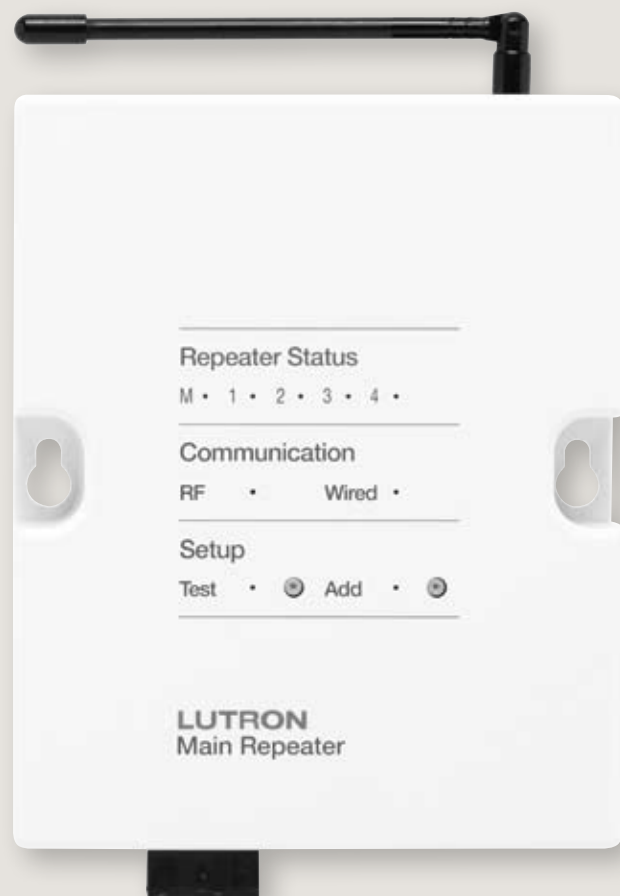 Repeater Status
M • 1 • 2 • 3 • 4 •
Communication
RF • Wired •
Setup
Test • Add •
LUTRON
Main Repeater